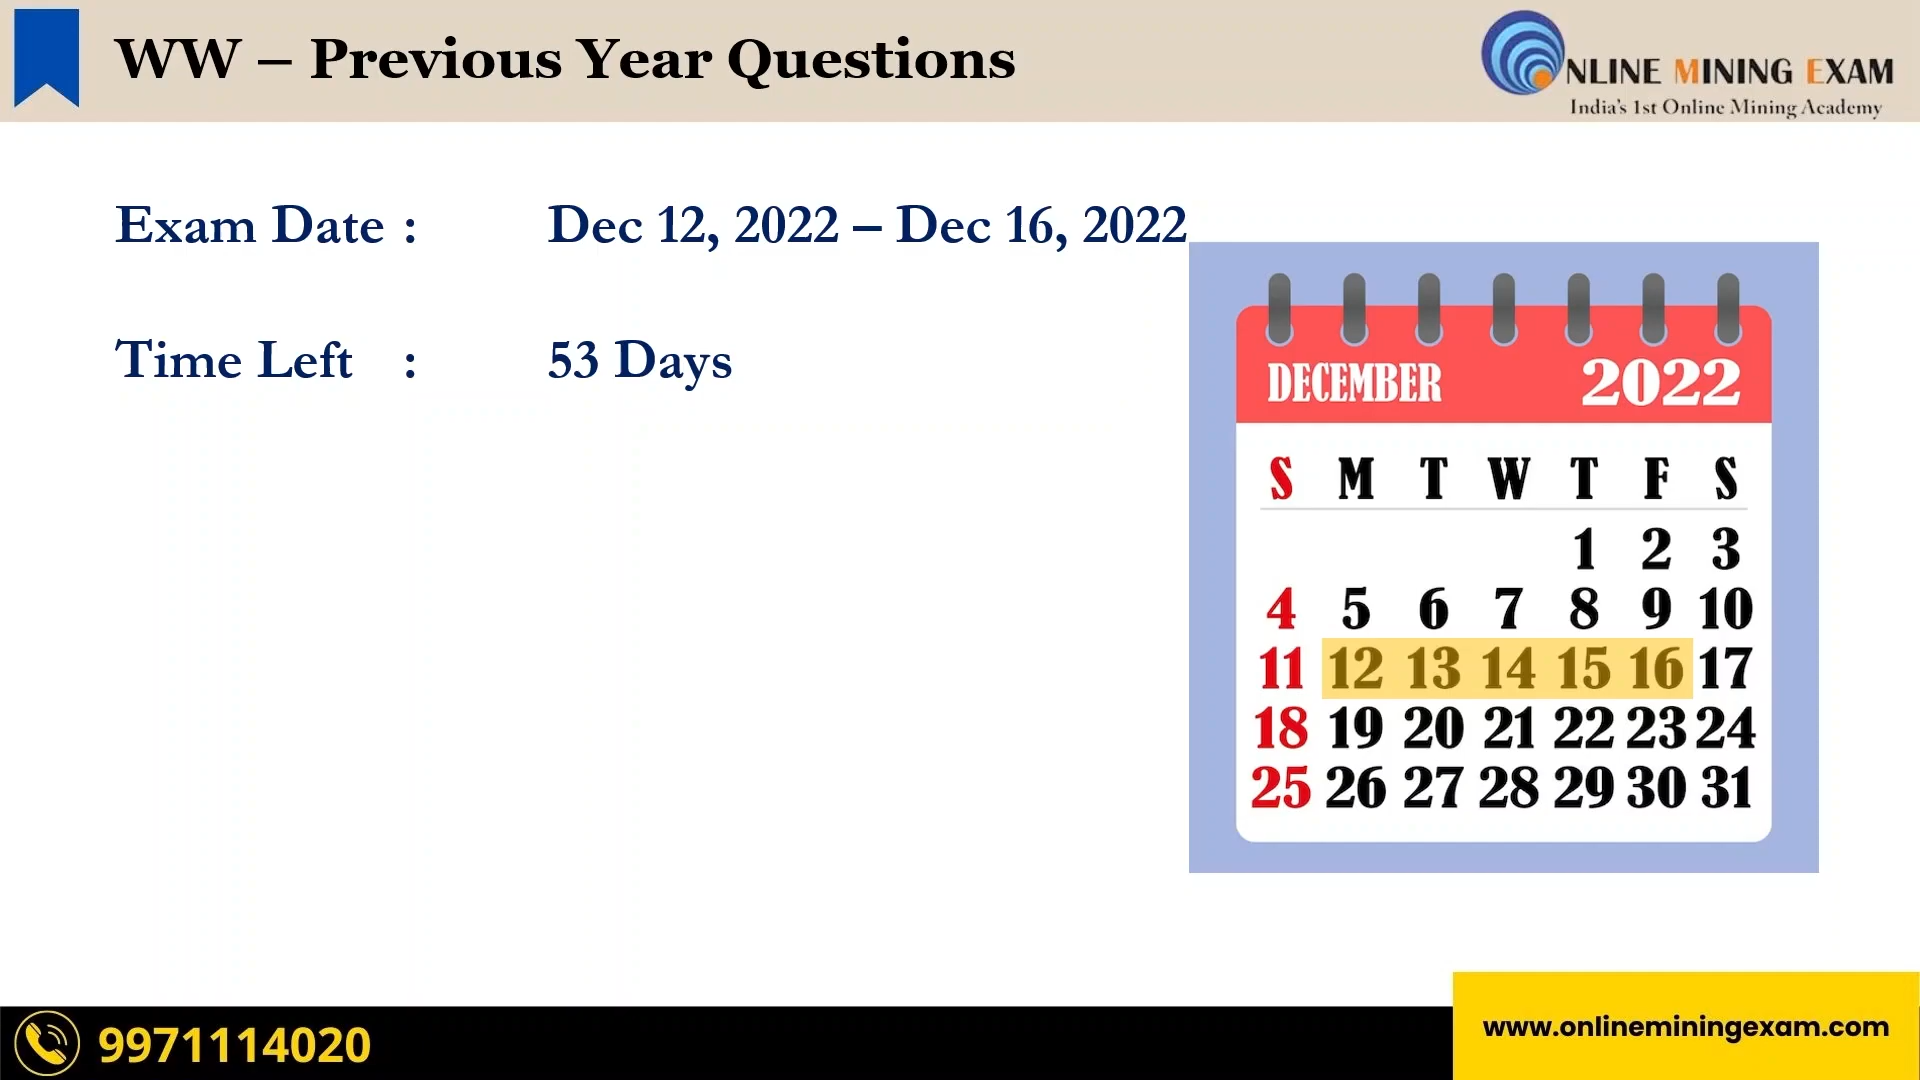 WW – Previous Year Questions
NLINE MINING EXAM
India's 1st Online Mining Academy
Exam Date : Dec 12, 2022 – Dec 16, 2022
Time Left : 53 Days
DECEMBER 2022
S M T W T F S
1 2 3
4 5 6 7 8 9 10
11 12 13 14 15 16 17
18 19 20 21 22 23 24
25 26 27 28 29 30 31
9971114020
www.onlineminingexam.com